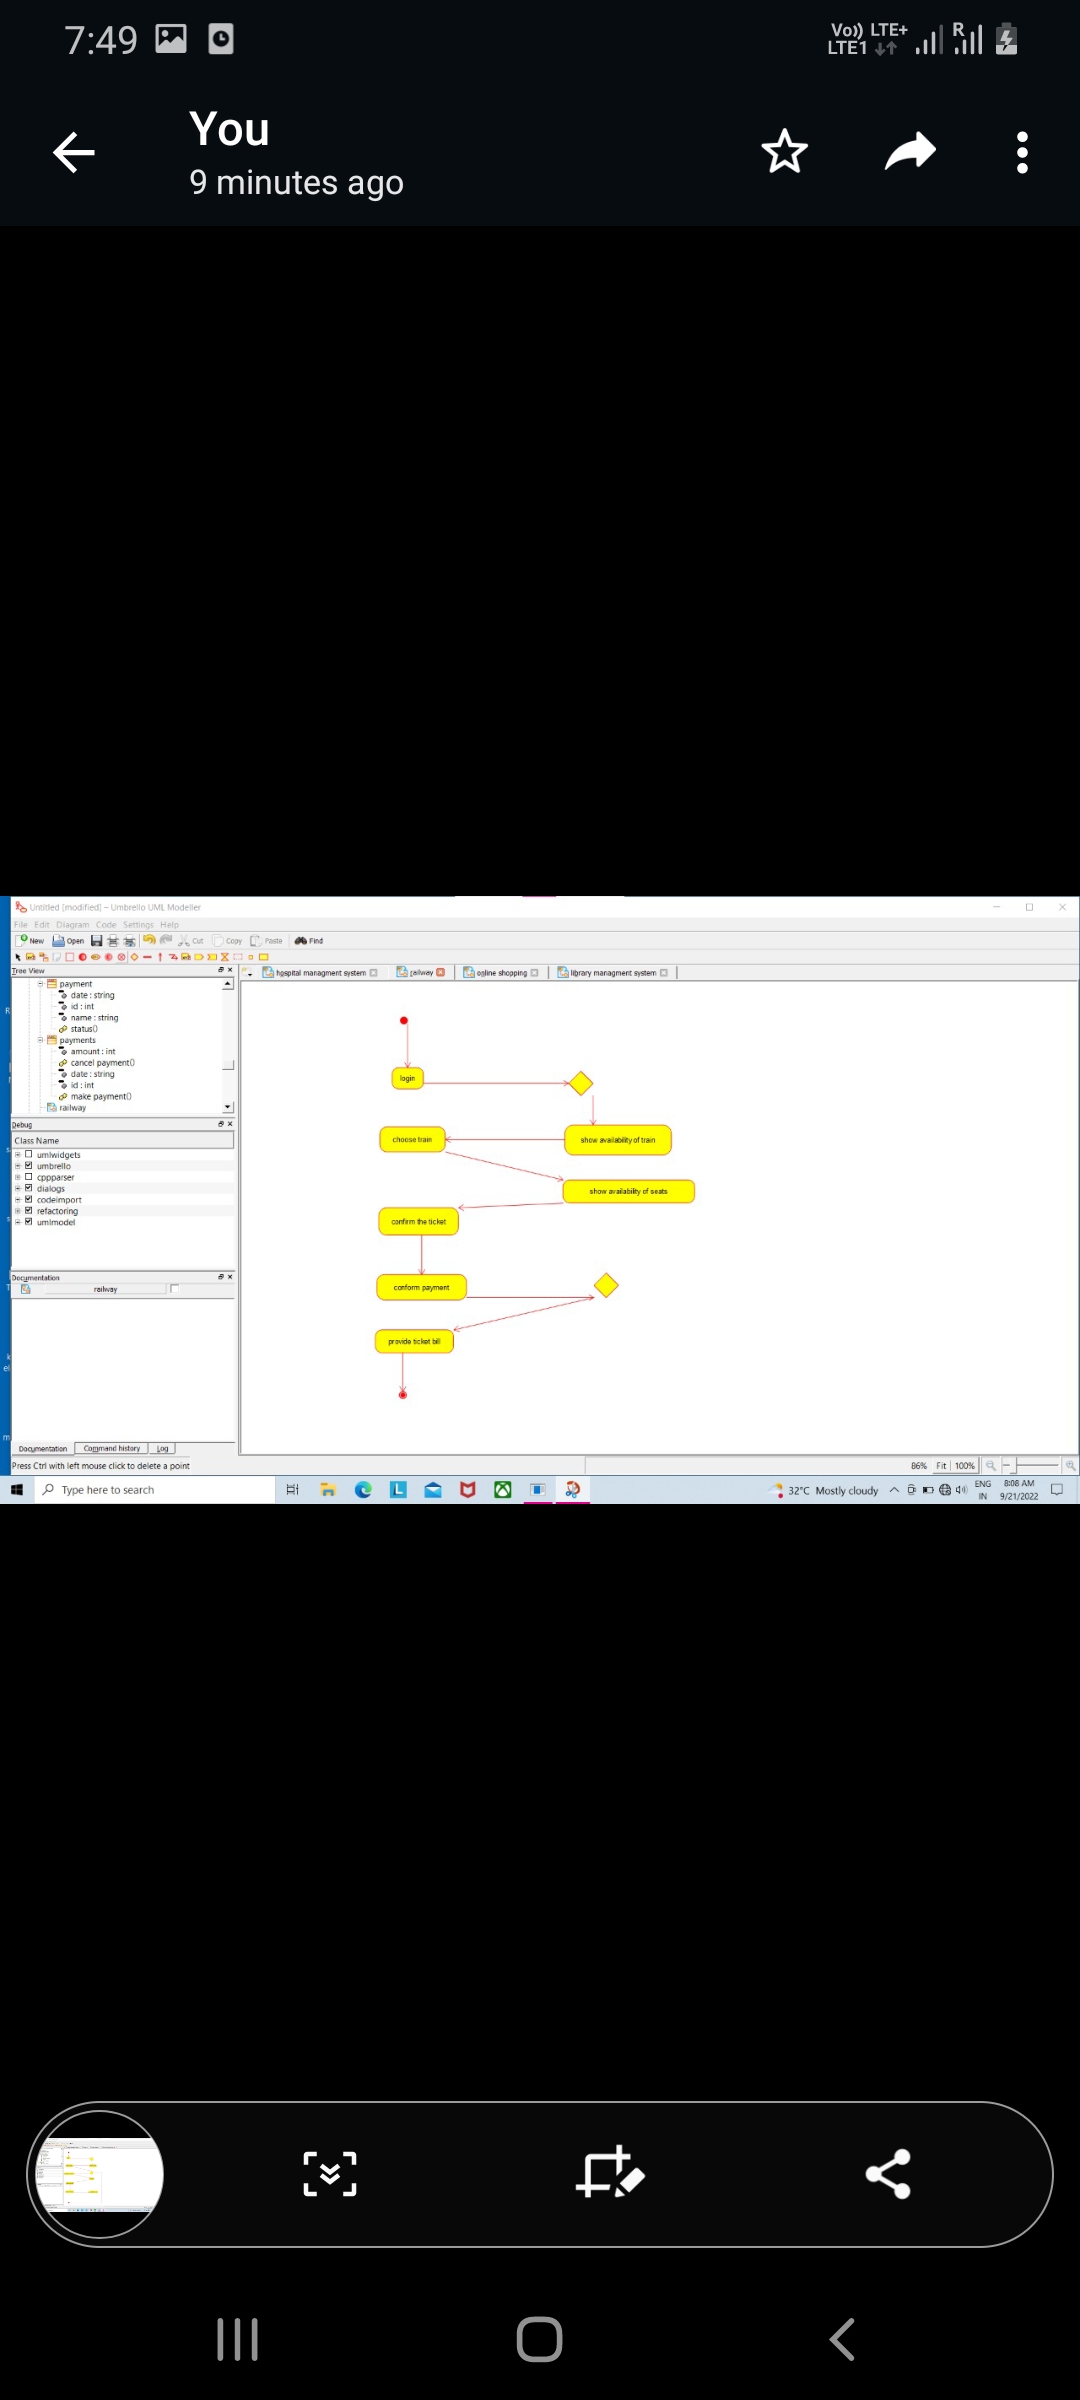 7:49
Vo)) LTE+
LTE1
R
You
9 minutes ago
Untitled [modified] – Umbrello UML Modeller
File Edit Diagram Code Settings Help
New Open Cut Copy Paste Find
Tree View
hospital managment system railway online shopping library managment system
payment
date : string
id : int
name : string
status()
payments
amount : int
cancel payment()
date : string
id : int
make payment()
railway
Debug
Class Name
umlwidgets
umbrello
cppparser
dialogs
codeimport
refactoring
umlmodel
Documentation
railway
login
choose train
show availability of train
show availability of seats
confirm the ticket
conform payment
provide ticket bill
Documentation Command history Log
Press Ctrl with left mouse click to delete a point
86% Fit 100%
Type here to search
32°C Mostly cloudy
ENG
IN
8:08 AM
9/21/2022